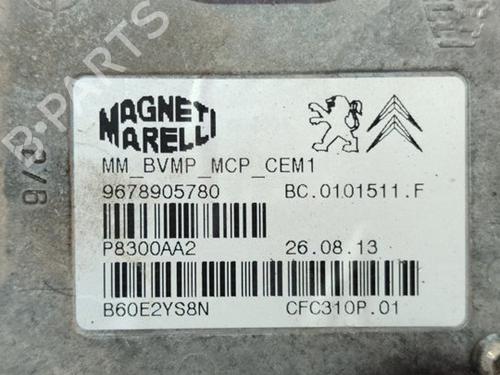 B-PARTS
MAGNETI
MARELLI
MM_BVMP_MCP_CEM1
9678905780 BC.0101511.F
P8300AA2 26.08.13
B60E2YS8N CFC310P.01